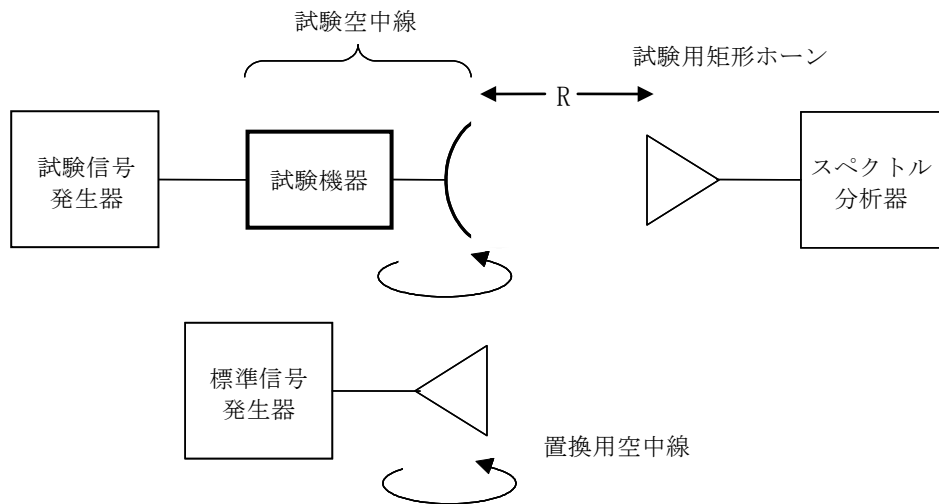 試験空中線
試験用矩形ホーン
R
試験信号
発生器
試験機器
スペクトル
分析器
標準信号
発生器
置換用空中線